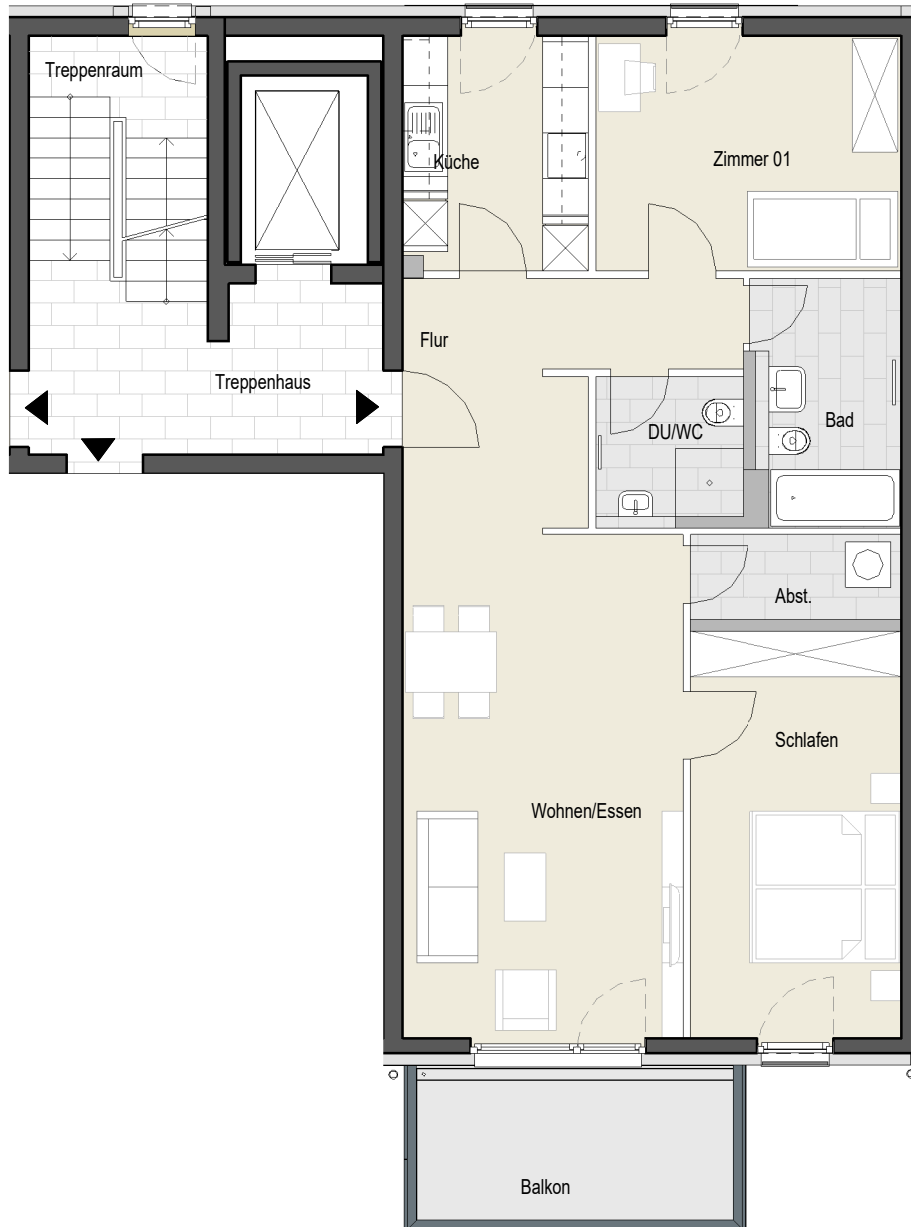 Treppenraum
Küche
Zimmer 01
Flur
Treppenhaus
DU/WC
Bad
Abst.
Schlafen
Wohnen/Essen
Balkon